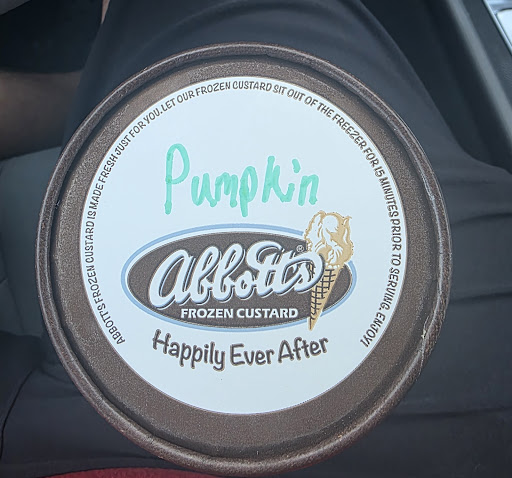 ABBOTT'S FROZEN CUSTARD IS MADE FRESH JUST FOR YOU. LET OUR FROZEN CUSTARD SIT OUT OF THE FREEZER FOR 15 MINUTES PRIOR TO SERVING. ENJOY!
Pumpkin
Abbotts®
FROZEN CUSTARD
Happily Ever After